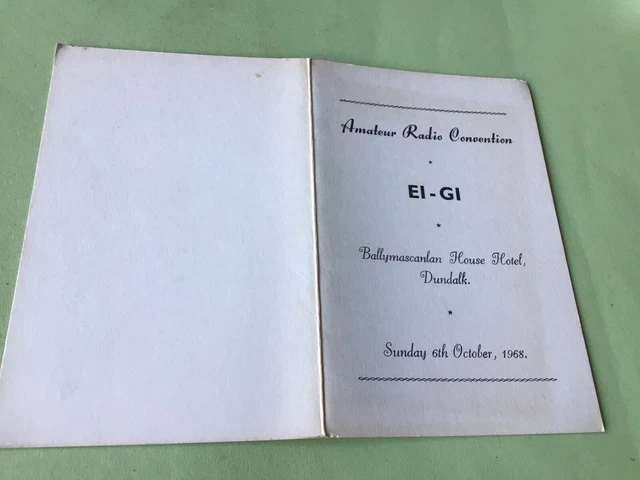 Amateur Radio Convention
*
EI-GI
*
Ballymascanlan House Hotel,
Dundalk.
*
Sunday 6th October, 1968.